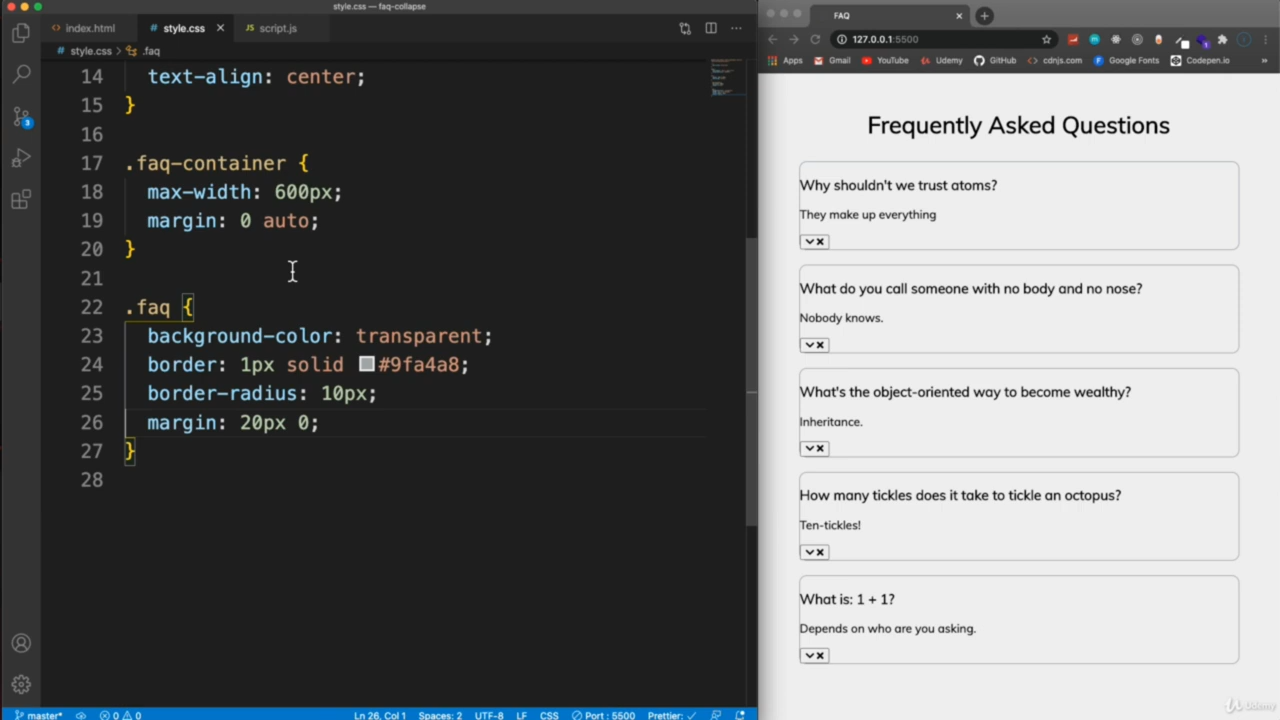 style.css — faq-collapse
index.html
# style.css
JS script.js
# style.css > .faq
14 text-align: center;
15 }
16
17 .faq-container {
18 max-width: 600px;
19 margin: 0 auto;
20 }
21
22 .faq {
23 background-color: transparent;
24 border: 1px solid #9fa4a8;
25 border-radius: 10px;
26 margin: 20px 0;
27 }
28
3
master*
0 0
Ln 26, Col 1
Spaces: 2
UTF-8
LF
CSS
Port : 5500
Prettier: ✓
FAQ
127.0.0.1:5500
Apps
Gmail
YouTube
Udemy
GitHub
cdnjs.com
Google Fonts
Codepen.io
»
Frequently Asked Questions
Why shouldn't we trust atoms?
They make up everything
What do you call someone with no body and no nose?
Nobody knows.
What's the object-oriented way to become wealthy?
Inheritance.
How many tickles does it take to tickle an octopus?
Ten-tickles!
What is: 1 + 1?
Depends on who are you asking.
Udemy